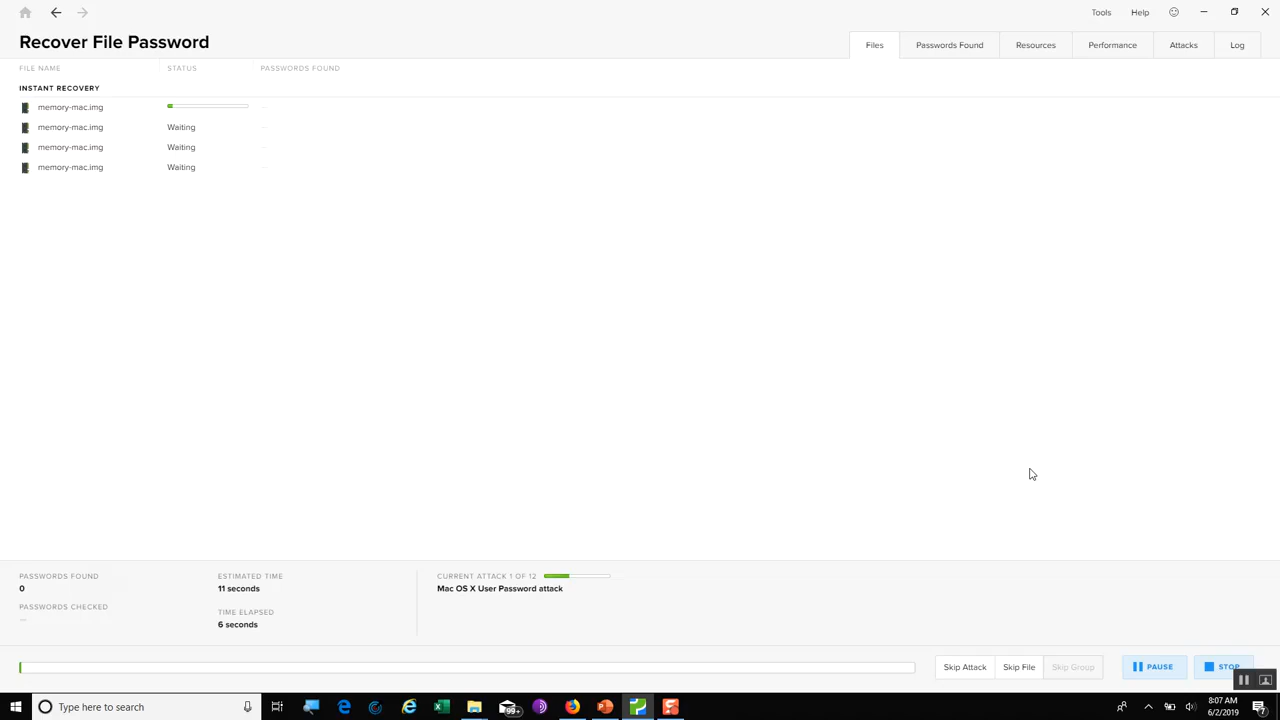 Tools Help
Recover File Password
Files Passwords Found Resources Performance Attacks Log
FILE NAME STATUS PASSWORDS FOUND
INSTANT RECOVERY
memory-mac.img
memory-mac.img Waiting
memory-mac.img Waiting
memory-mac.img Waiting
PASSWORDS FOUND
0
PASSWORDS CHECKED
—
ESTIMATED TIME
11 seconds
TIME ELAPSED
6 seconds
CURRENT ATTACK 1 OF 12
Mac OS X User Password attack
Skip Attack Skip File Skip Group PAUSE STOP
Type here to search
99+
8:07 AM
6/2/2019